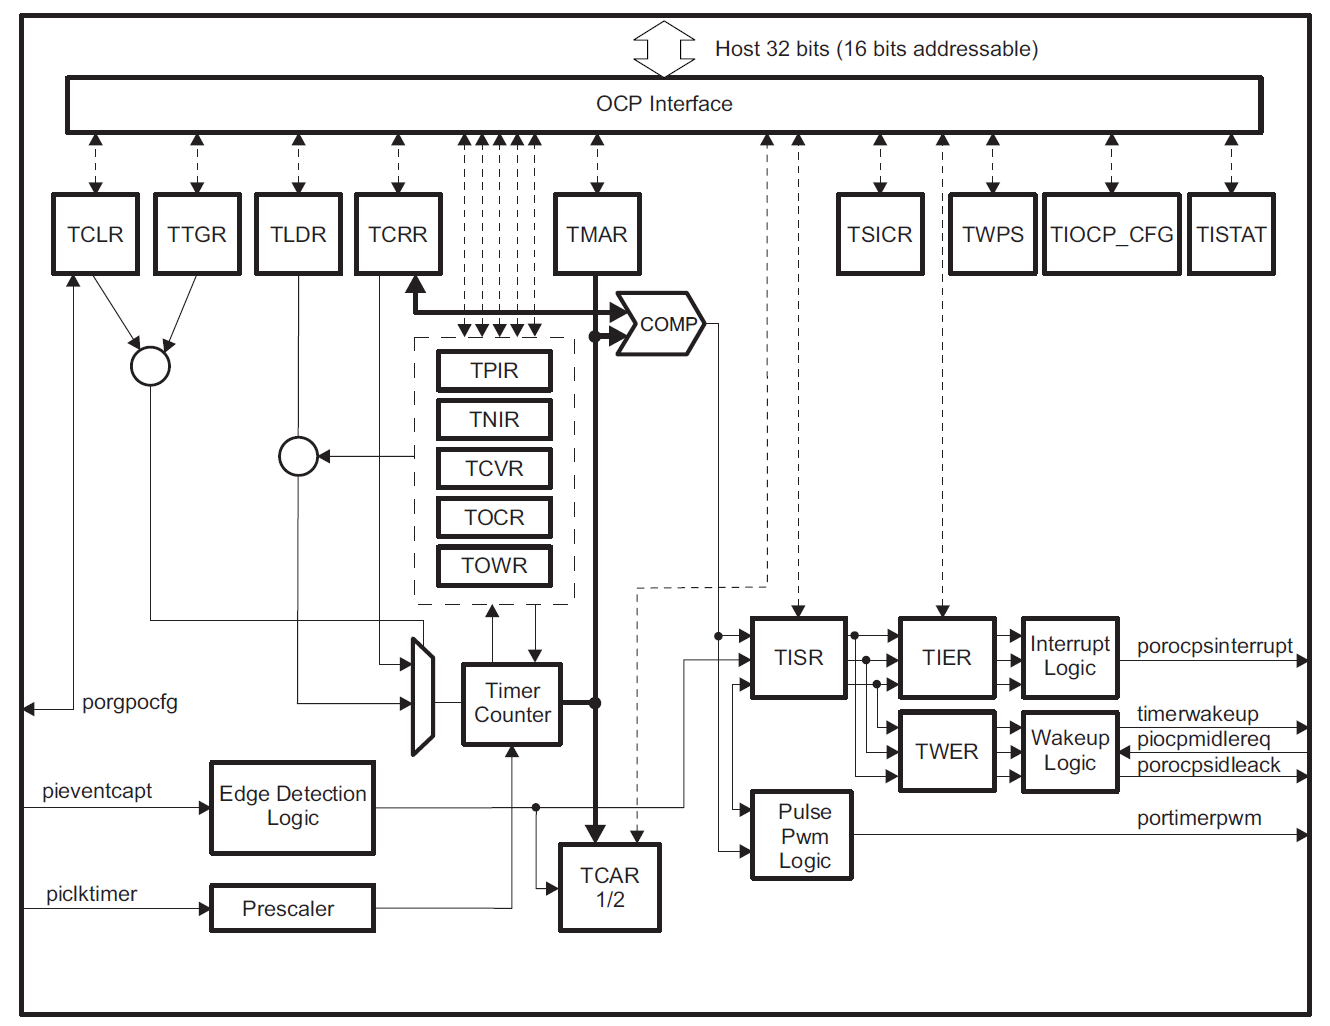 Host 32 bits (16 bits addressable)
OCP Interface
TCLR
TTGR
TLDR
TCRR
TMAR
TSICR
TWPS
TIOCP_CFG
TISTAT
COMP
TPIR
TNIR
TCVR
TOCR
TOWR
TISR
TIER
Interrupt
Logic
porocpsinterrupt
Timer
Counter
porgpocfg
TWER
Wakeup
Logic
timerwakeup
piocpmidlereq
porocpsidleack
pieventcapt
Edge Detection
Logic
Pulse
Pwm
Logic
portimerpwm
TCAR
1/2
piclktimer
Prescaler